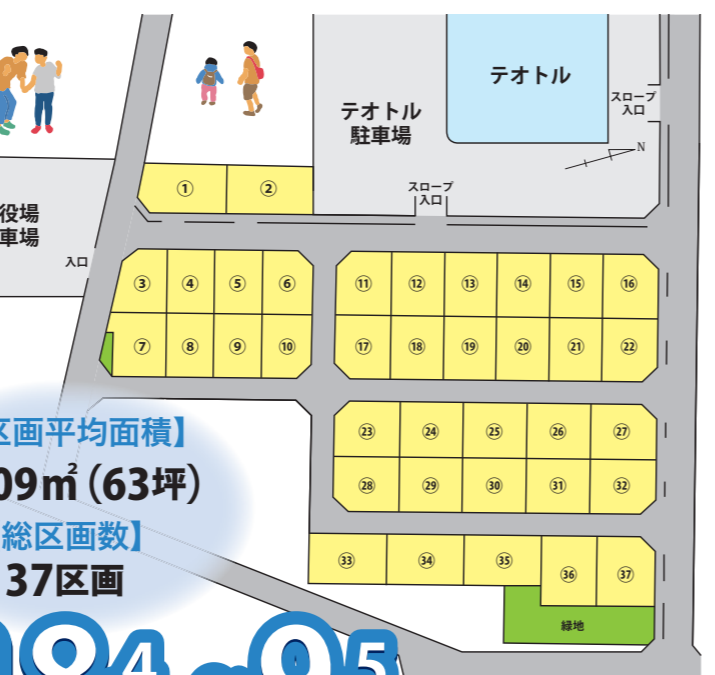 テオトル
テオトル
駐車場
スロープ
入口
N
スロープ
入口
役場
車場
入口
① ②
③ ④ ⑤ ⑥ ⑪ ⑫ ⑬ ⑭ ⑮ ⑯
⑦ ⑧ ⑨ ⑩ ⑰ ⑱ ⑲ ⑳ ㉑ ㉒
㉓ ㉔ ㉕ ㉖ ㉗
㉘ ㉙ ㉚ ㉛ ㉜
㉝ ㉞ ㉟ ㊱ ㊲
緑地
区画平均面積】
09㎡(63坪)
総区画数】
37区画